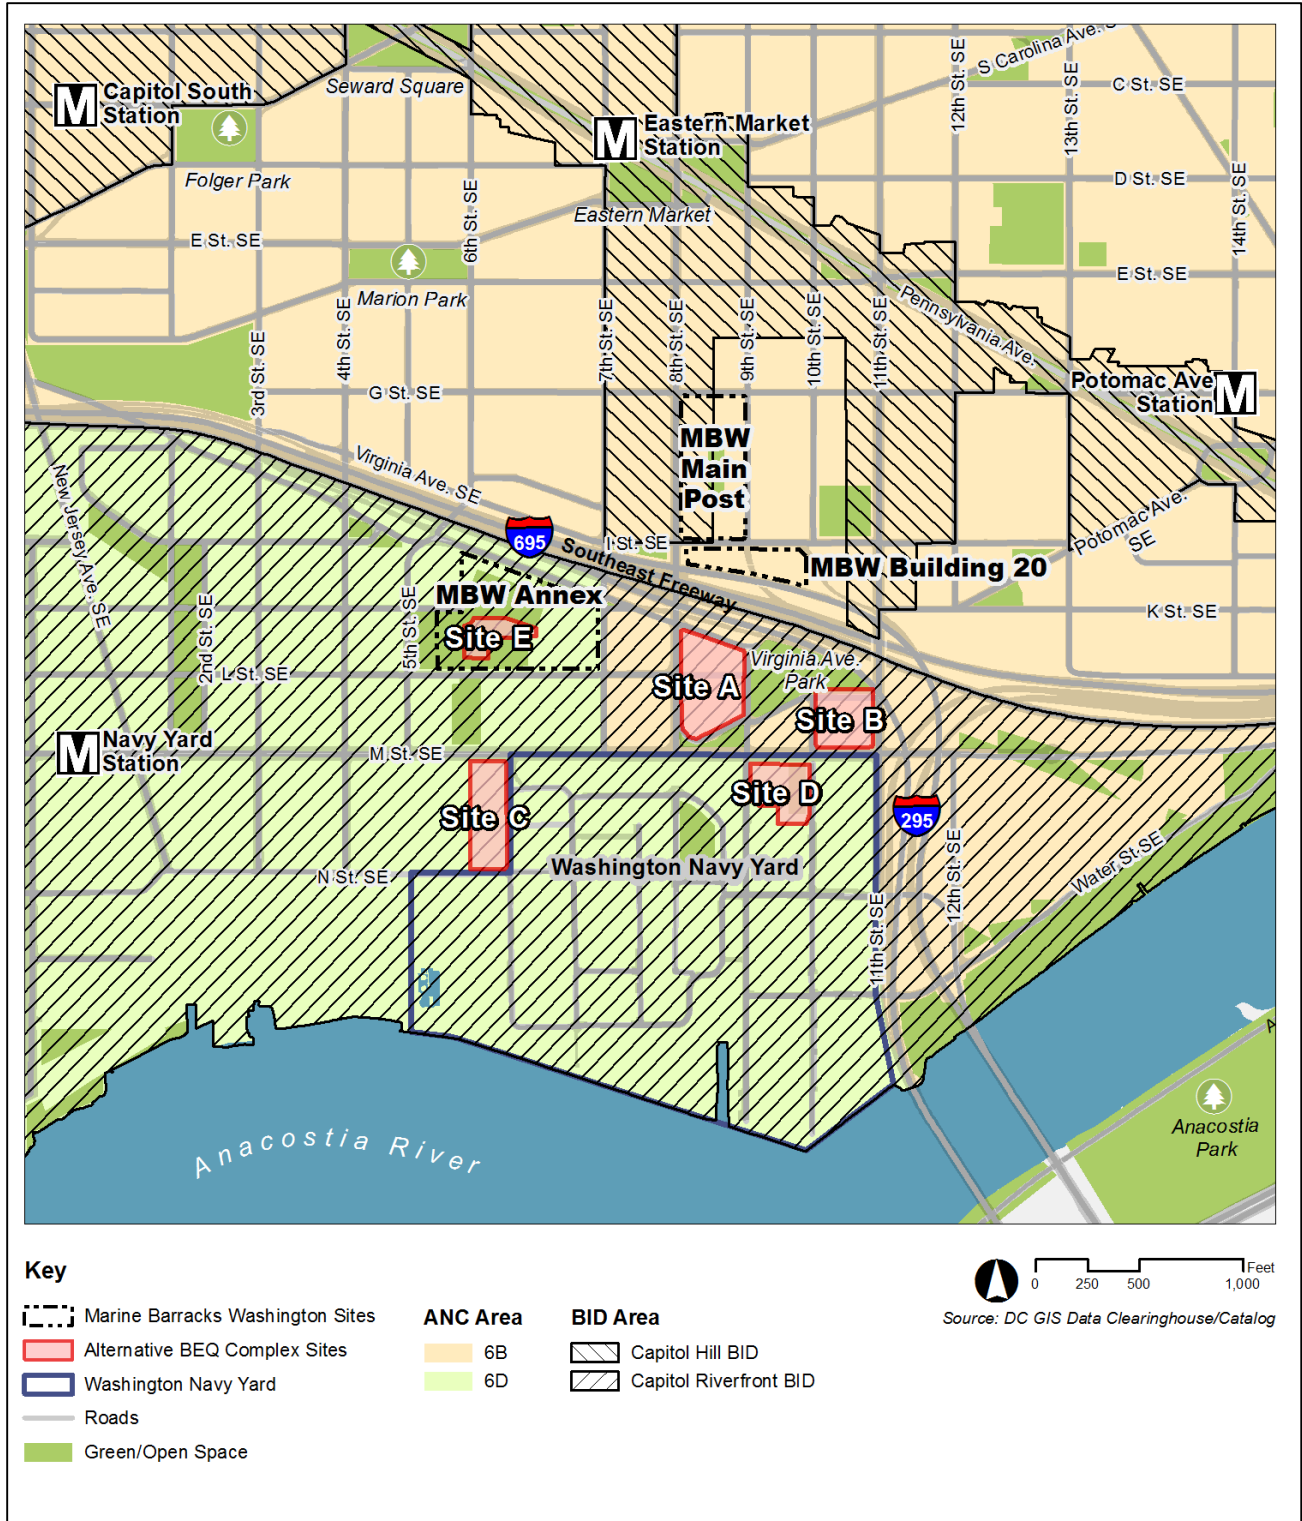 S Carolina Ave. S
Capitol South
Station
Seward Square
Eastern Market
Station
12th St. SE
13th St. SE
C St. SE
Folger Park
6th St. SE
Eastern Market
D St. SE
14th St. SE
E St. SE
Marion Park
E St. SE
3rd St. SE
4th St. SE
7th St. SE
8th St. SE
9th St. SE
10th St. SE
11th St. SE
Pennsylvania Ave.
G St. SE
Potomac Ave
Station
MBW
Main
Post
Virginia Ave. SE
New Jersey Ave. SE
695
Southeast Freeway
I St. SE
MBW Building 20
Potomac Ave.
SE
2nd St. SE
5th St. SE
MBW Annex
Site E
K St. SE
L St. SE
Site A
Virginia Ave.
Park
Site B
Navy Yard
Station
M St. SE
Site C
Site D
295
Washington Navy Yard
N St. SE
11th St. SE
12th St. SE
Water St SE
Anacostia River
A
Anacostia
Park
Key
Marine Barracks Washington Sites
Alternative BEQ Complex Sites
Washington Navy Yard
Roads
Green/Open Space
ANC Area
6B
6D
BID Area
Capitol Hill BID
Capitol Riverfront BID
Feet
0 250 500 1,000
Source: DC GIS Data Clearinghouse/Catalog